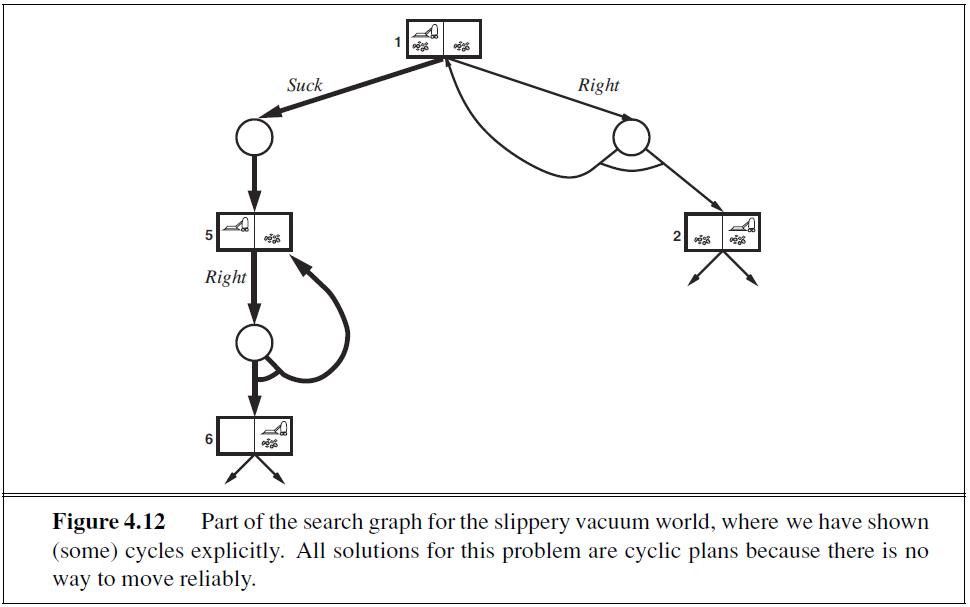 1
Suck
Right
5
2
Right
6
Figure 4.12 Part of the search graph for the slippery vacuum world, where we have shown
(some) cycles explicitly. All solutions for this problem are cyclic plans because there is no
way to move reliably.